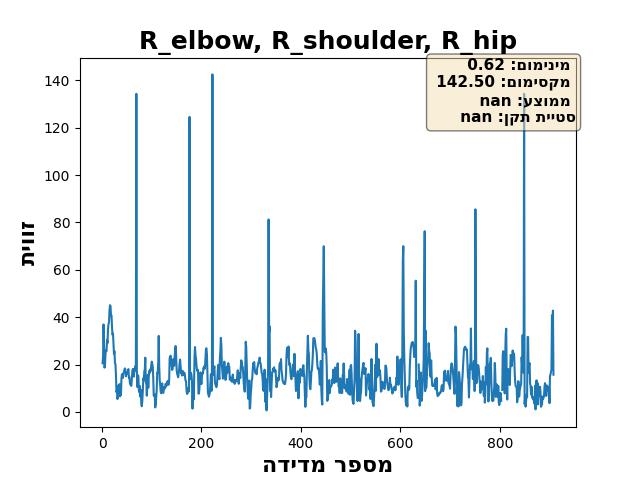 R_elbow, R_shoulder, R_hip
מינימום: 0.62
מקסימום: 142.50
ממוצע: nan
סטיית תקן: nan
140
120
100
80
60
40
20
0
זווית
0 200 400 600 800
מספר מדידה